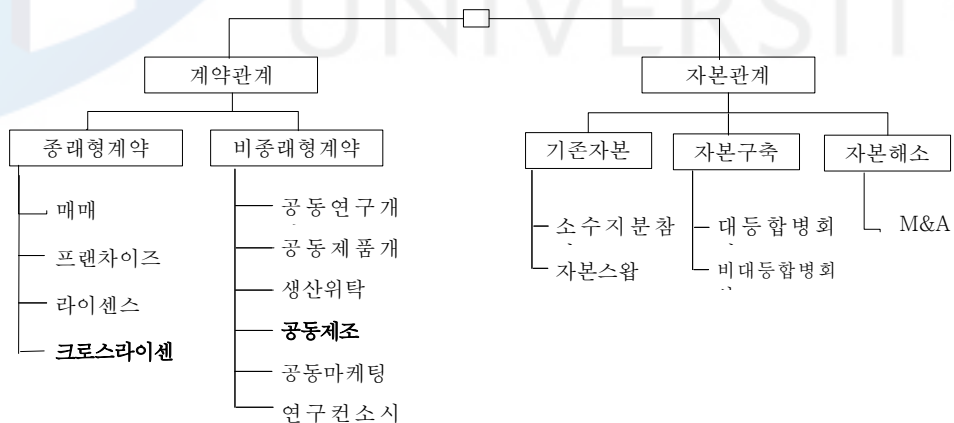 UNIVERSIT
계약관계
자본관계
종래형계약
비종래형계약
기존자본
자본구축
자본해소
매매
프랜차이즈
라이센스
크로스라이센
공동연구개
공동제품개
생산위탁
공동제조
공동마케팅
연구컨소시
소수지분참
자본스왑
대등합병회
비대등합병회
M&A